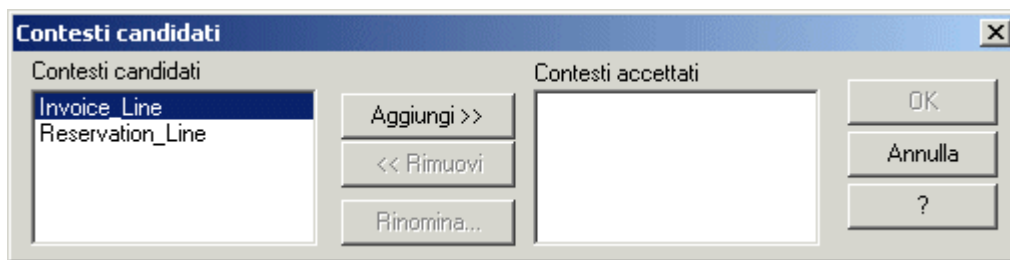 Contesti candidati
Contesti candidati
Invoice_Line
Reservation_Line
Aggiungi >>
<< Rimuovi
Rinomina...
Contesti accettati
OK
Annulla
?